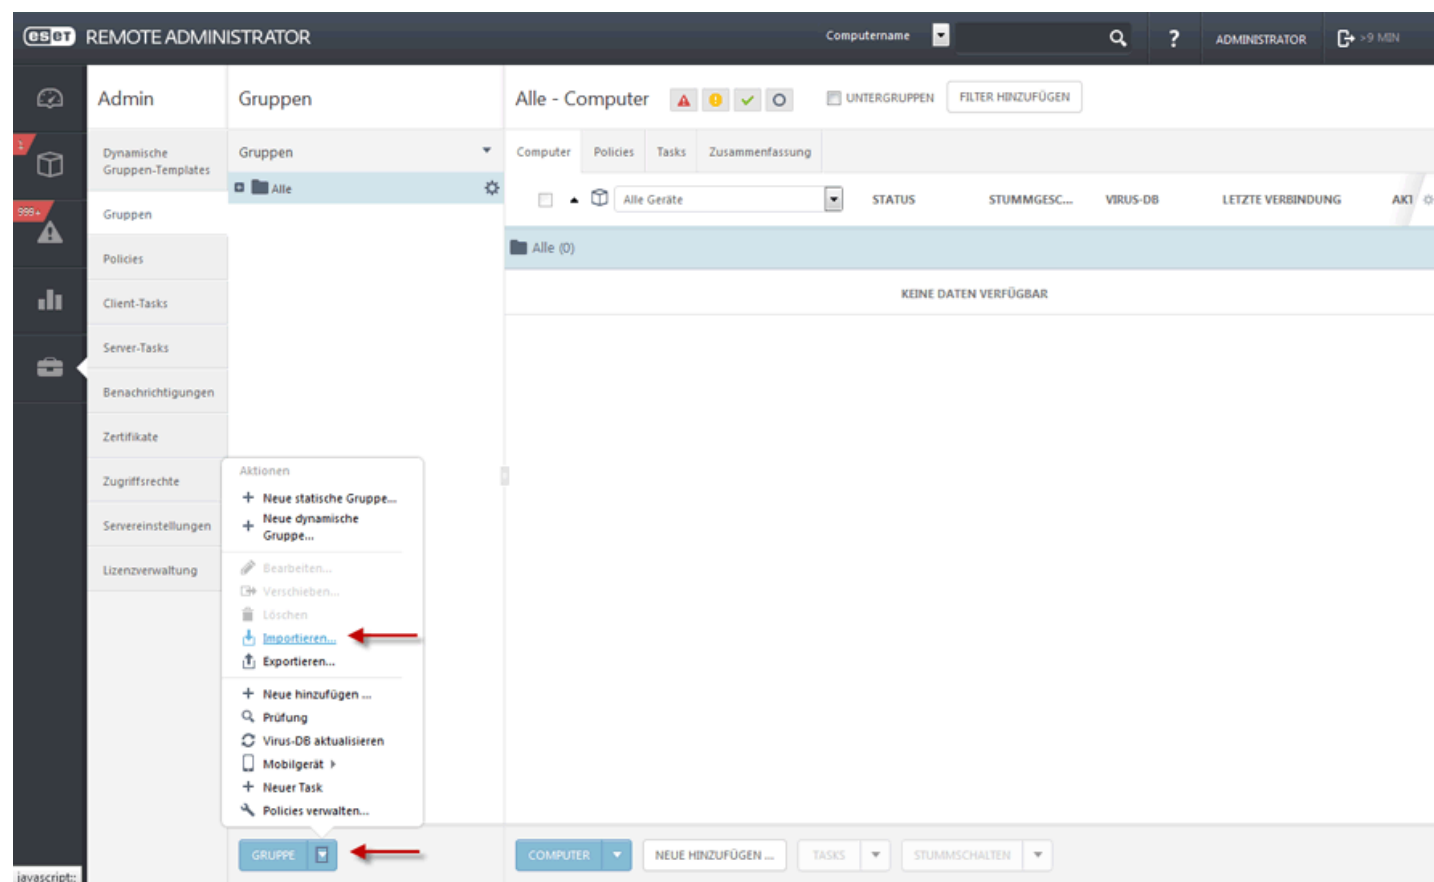 eset REMOTE ADMINISTRATOR
Computername
?
ADMINISTRATOR
>9 MIN
Admin
Gruppen
Alle - Computer
UNTERGRUPPEN
FILTER HINZUFÜGEN
1
999+
Dynamische
Gruppen-Templates
Gruppen
Policies
Client-Tasks
Server-Tasks
Benachrichtigungen
Zertifikate
Zugriffsrechte
Servereinstellungen
Lizenzverwaltung
Gruppen
Alle
Computer
Policies
Tasks
Zusammenfassung
Alle Geräte
STATUS
STUMMGESC...
VIRUS-DB
LETZTE VERBINDUNG
AKT
Alle (0)
KEINE DATEN VERFÜGBAR
Aktionen
Neue statische Gruppe...
Neue dynamische
Gruppe...
Bearbeiten...
Verschieben...
Löschen
Importieren...
Exportieren...
Neue hinzufügen ...
Prüfung
Virus-DB aktualisieren
Mobilgerät
Neuer Task
Policies verwalten...
GRUPPE
COMPUTER
NEUE HINZUFÜGEN ...
TASKS
STUMMSCHALTEN
javascript:;